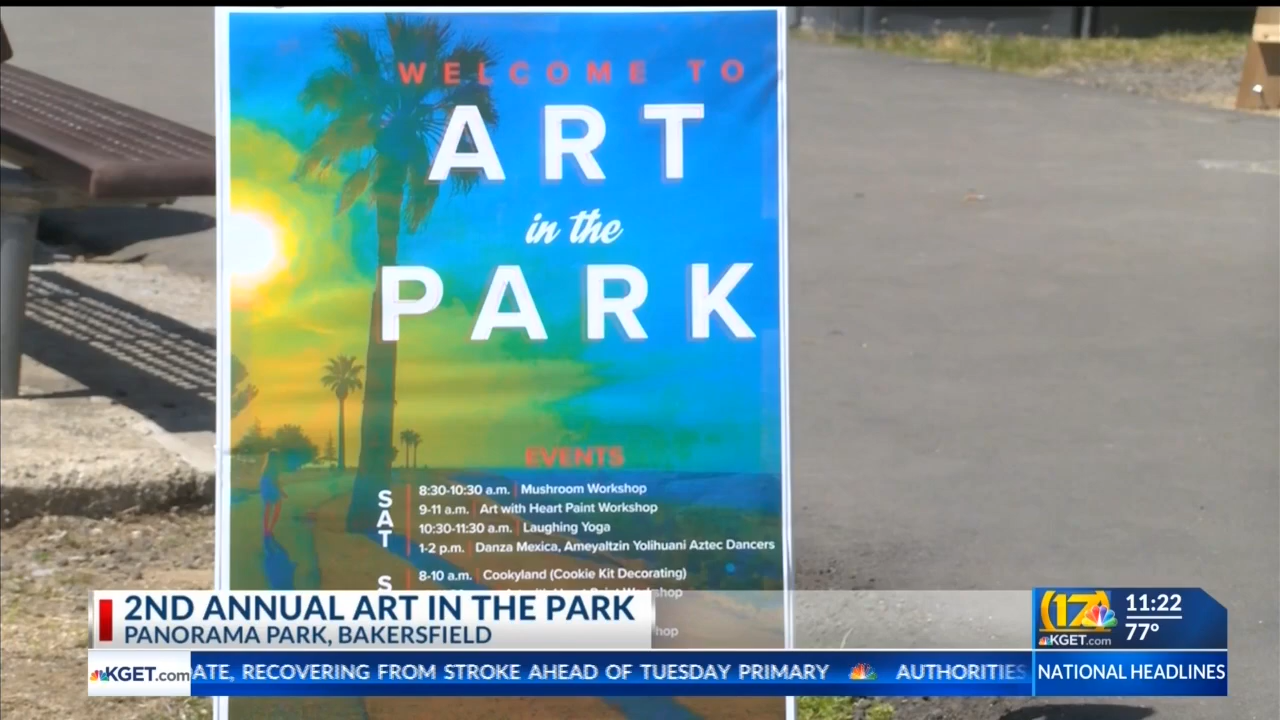 WELCOME TO
ART
in the
PARK
EVENTS
SAT
8:30-10:30 a.m. | Mushroom Workshop
9-11 a.m. | Art with Heart Paint Workshop
10:30-11:30 a.m. | Laughing Yoga
1-2 p.m. | Danza Mexica, Ameyaltzin Yolihuani Aztec Dancers
S
8-10 a.m. | Cookyland (Cookie Kit Decorating)
2ND ANNUAL ART IN THE PARK
PANORAMA PARK, BAKERSFIELD
17
KGET.com
11:22
77°
KGET.com
ATE, RECOVERING FROM STROKE AHEAD OF TUESDAY PRIMARY
AUTHORITIES
NATIONAL HEADLINES